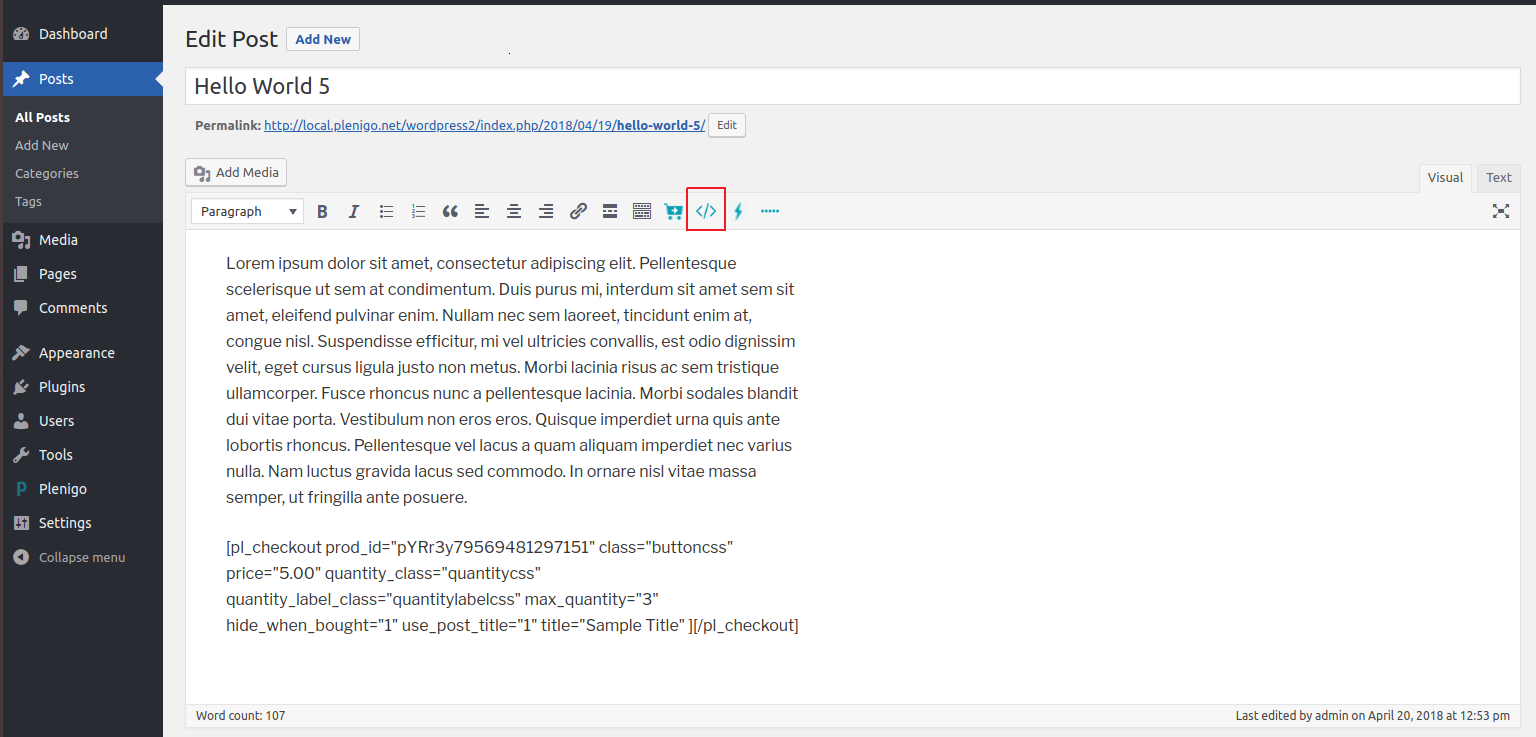 Dashboard
Posts
All Posts
Add New
Categories
Tags
Media
Pages
Comments
Appearance
Plugins
Users
Tools
Plenigo
Settings
Collapse menu
Edit Post Add New
Hello World 5
Permalink: http://local.plenigo.net/wordpress2/index.php/2018/04/19/hello-world-5/ Edit
Add Media
Visual Text
Paragraph
Lorem ipsum dolor sit amet, consectetur adipiscing elit. Pellentesque
scelerisque ut sem at condimentum. Duis purus mi, interdum sit amet sem sit
amet, eleifend pulvinar enim. Nullam nec sem laoreet, tincidunt enim at,
congue nisl. Suspendisse efficitur, mi vel ultricies convallis, est odio dignissim
velit, eget cursus ligula justo non metus. Morbi lacinia risus ac sem tristique
ullamcorper. Fusce rhoncus nunc a pellentesque lacinia. Morbi sodales blandit
dui vitae porta. Vestibulum non eros eros. Quisque imperdiet urna quis ante
lobortis rhoncus. Pellentesque vel lacus a quam aliquam imperdiet nec varius
nulla. Nam luctus gravida lacus sed commodo. In ornare nisl vitae massa
semper, ut fringilla ante posuere.
[pl_checkout prod_id="pYRr3y79569481297151" class="buttoncss"
price="5.00" quantity_class="quantitycss"
quantity_label_class="quantitylabelcss" max_quantity="3"
hide_when_bought="1" use_post_title="1" title="Sample Title" ][/pl_checkout]
Word count: 107
Last edited by admin on April 20, 2018 at 12:53 pm